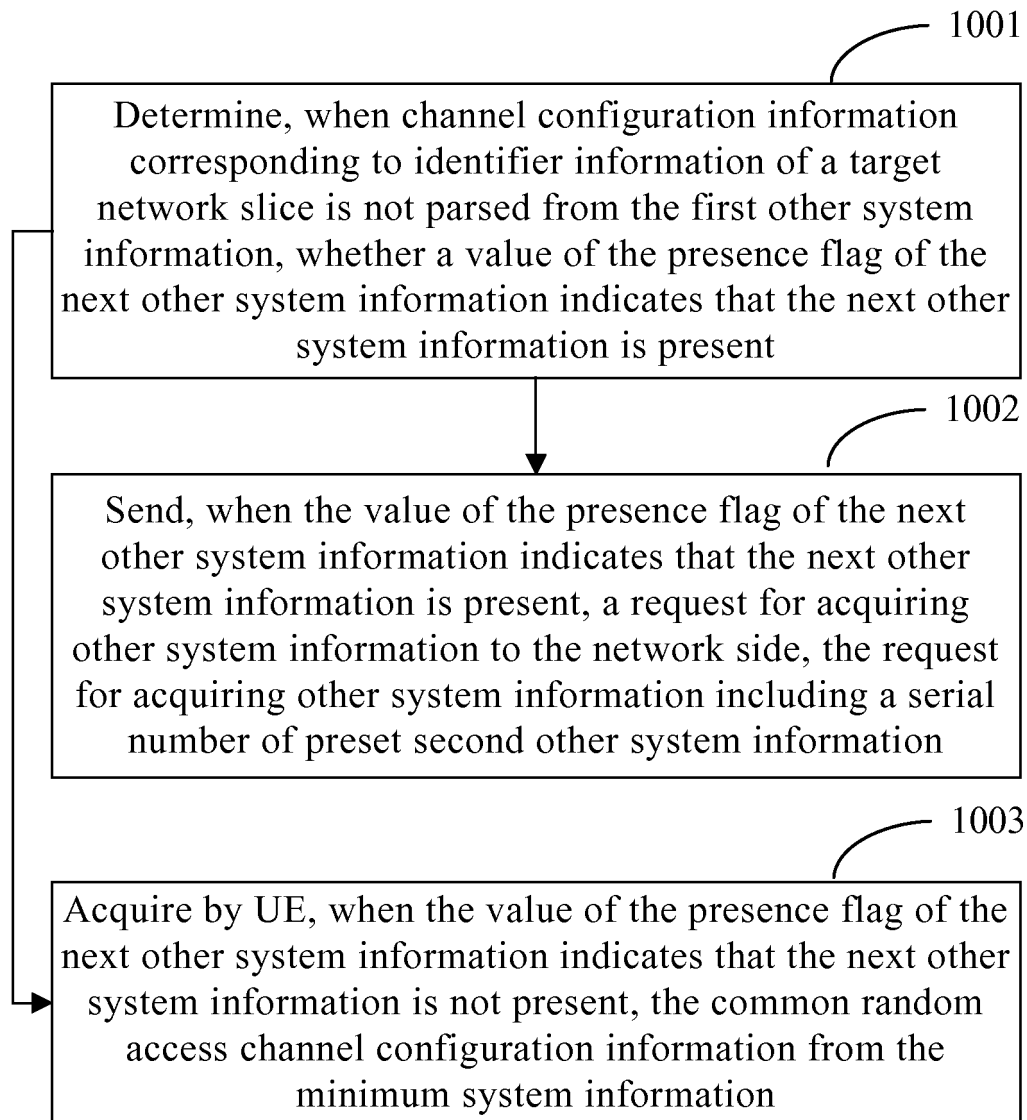 1001
Determine, when channel configuration information
corresponding to identifier information of a target
network slice is not parsed from the first other system
information, whether a value of the presence flag of the
next other system information indicates that the next other
system information is present
1002
Send, when the value of the presence flag of the next
other system information indicates that the next other
system information is present, a request for acquiring
other system information to the network side, the request
for acquiring other system information including a serial
number of preset second other system information
1003
Acquire by UE, when the value of the presence flag of the
next other system information indicates that the next other
system information is not present, the common random
access channel configuration information from the
minimum system information